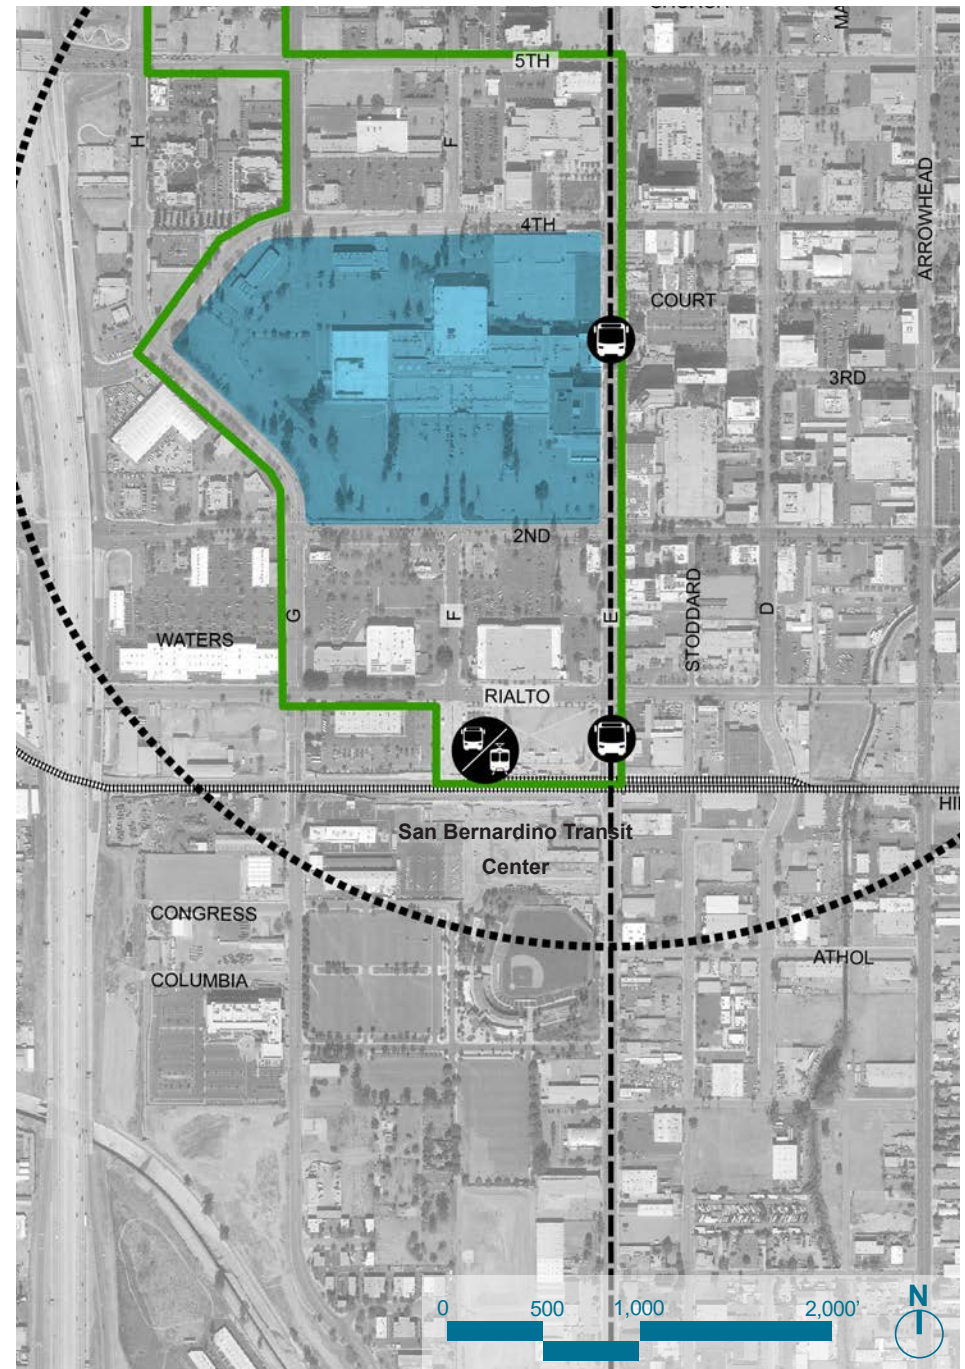 5TH
H
F
4TH
ARROWHEAD
COURT
3RD
2ND
STODDARD
G
F
E
D
WATERS
RIALTO
San Bernardino Transit
Center
CONGRESS
ATHOL
COLUMBIA
N
0 500 1,000 2,000'